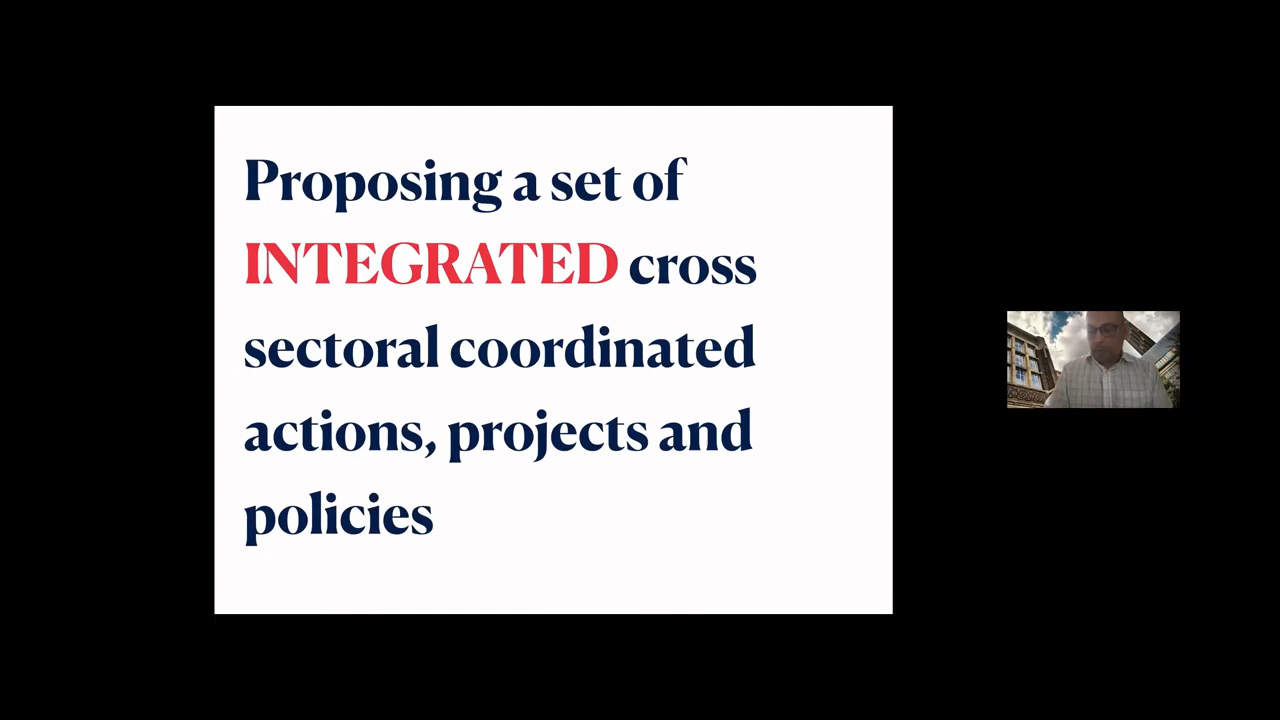 Proposing a set of
INTEGRATED cross
sectoral coordinated
actions, projects and
policies